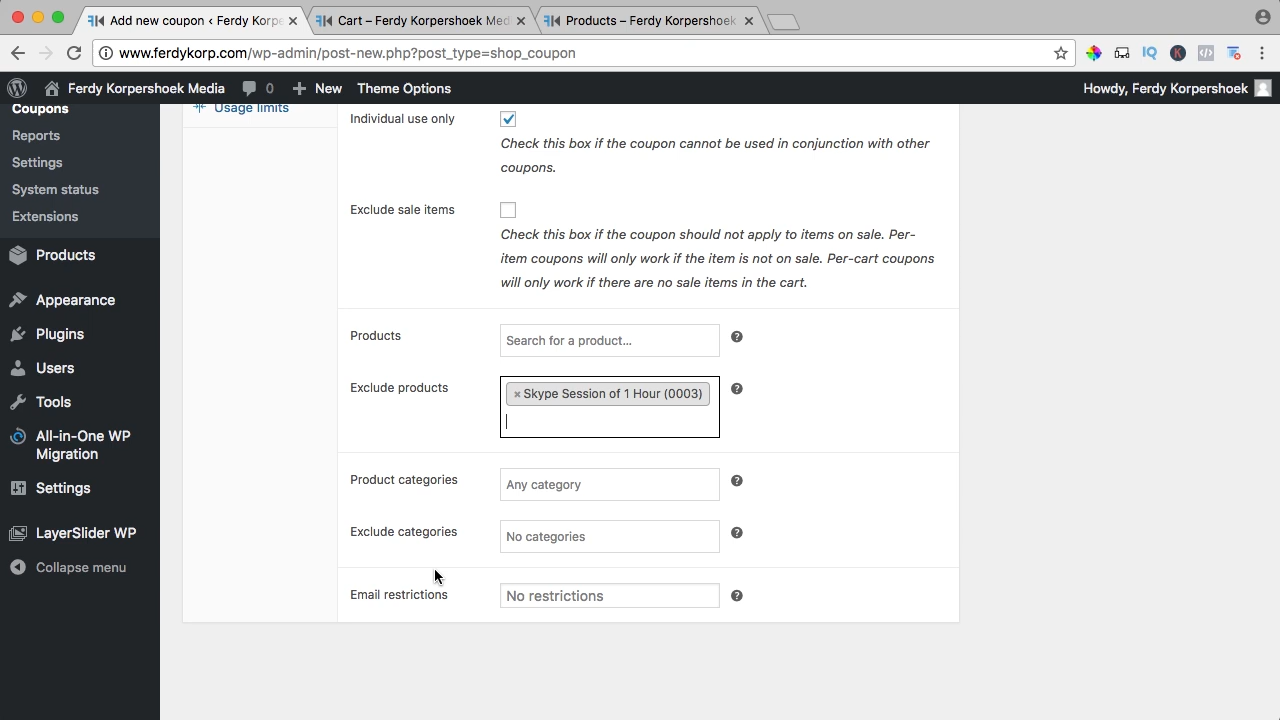 Add new coupon ‹ Ferdy Korpe
Cart – Ferdy Korpershoek Med
Products – Ferdy Korpershoek
www.ferdykorp.com/wp-admin/post-new.php?post_type=shop_coupon
Ferdy Korpershoek Media
0
New
Theme Options
Howdy, Ferdy Korpershoek
Coupons
Reports
Settings
System status
Extensions
Products
Appearance
Plugins
Users
Tools
All-in-One WP
Migration
Settings
LayerSlider WP
Collapse menu
Usage limits
Individual use only
Check this box if the coupon cannot be used in conjunction with other
coupons.
Exclude sale items
Check this box if the coupon should not apply to items on sale. Per-
item coupons will only work if the item is not on sale. Per-cart coupons
will only work if there are no sale items in the cart.
Products
Search for a product...
Exclude products
× Skype Session of 1 Hour (0003)
Product categories
Any category
Exclude categories
No categories
Email restrictions
No restrictions